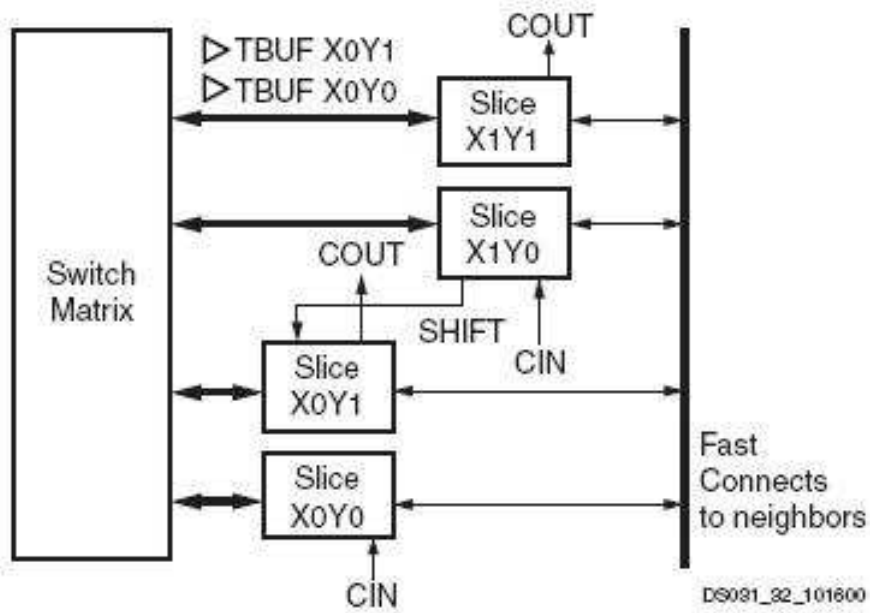 COUT
TBUF X0Y1
TBUF X0Y0
Slice
X1Y1
Slice
X1Y0
COUT
Switch
Matrix
SHIFT
CIN
Slice
X0Y1
Fast
Connects
to neighbors
Slice
X0Y0
CIN
DS031_32_101600